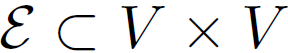 ℰ ⊂ V × V